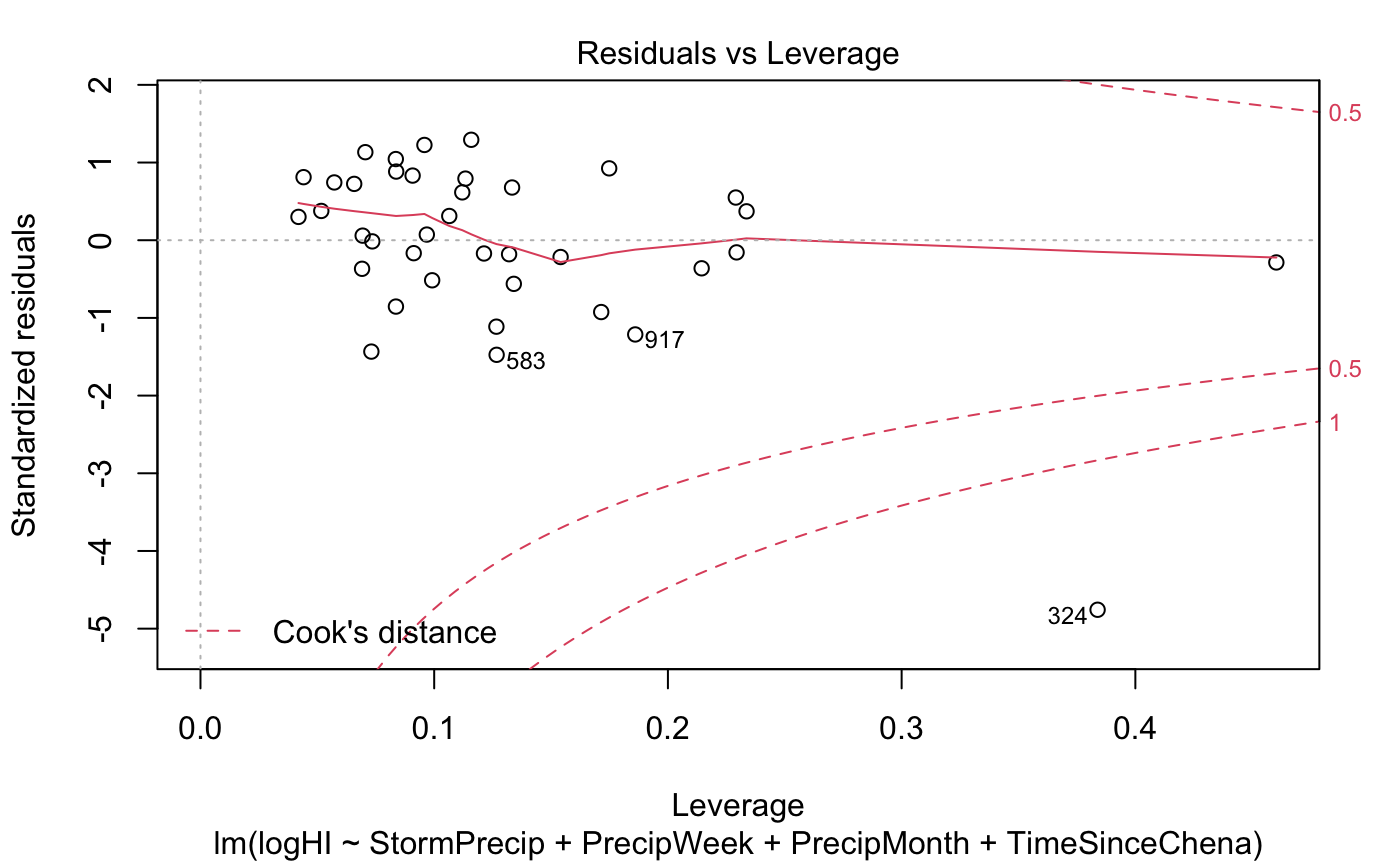 Residuals vs Leverage
Standardized residuals
2
1
0
-1
-2
-3
-4
-5
0.5
0.5
1
917
583
324
Cook's distance
0.0 0.1 0.2 0.3 0.4
Leverage
lm(logHI ~ StormPrecip + PrecipWeek + PrecipMonth + TimeSinceChena)